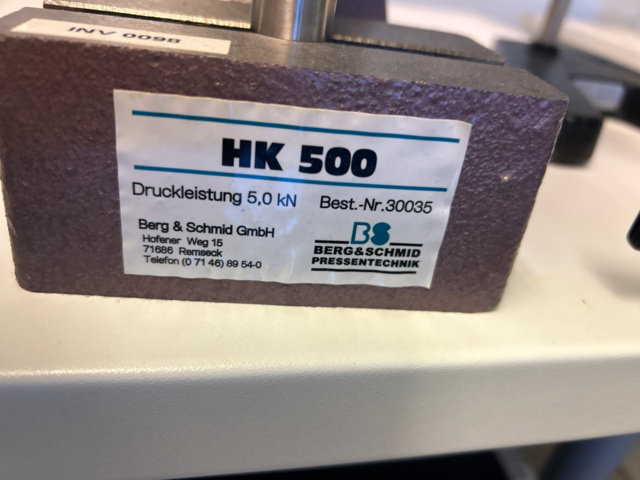 INV 0098
HK 500
Druckleistung 5,0 kN Best.-Nr.30035
Berg & Schmid GmbH
Hofener Weg 15
71686 Remseck
Telefon (0 71 46) 89 54-0
BS
BERG&SCHMID
PRESSENTECHNIK